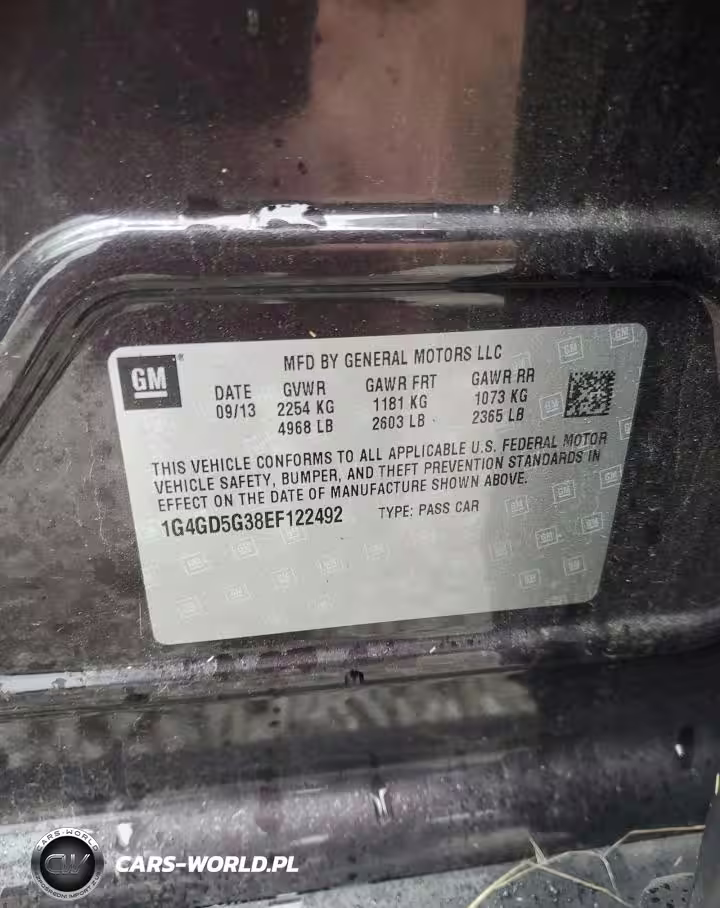 GM
MFD BY GENERAL MOTORS LLC
DATE GVWR GAWR FRT GAWR RR
09/13 2254 KG 1181 KG 1073 KG
4968 LB 2603 LB 2365 LB
THIS VEHICLE CONFORMS TO ALL APPLICABLE U.S. FEDERAL MOTOR
VEHICLE SAFETY, BUMPER, AND THEFT PREVENTION STANDARDS IN
EFFECT ON THE DATE OF MANUFACTURE SHOWN ABOVE.
1G4GD5G38EF122492 TYPE: PASS CAR
CARS-WORLD
CW
CARS-WORLD.PL